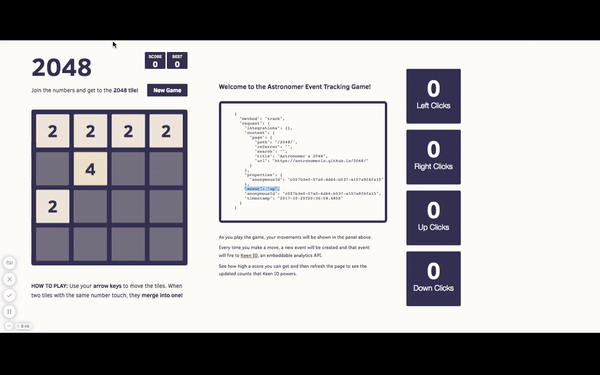 2048
SCORE
0
BEST
0
Join the numbers and get to the 2048 tile!
New Game
2 2 2 2
4
2
HOW TO PLAY: Use your arrow keys to move the tiles. When
two tiles with the same number touch, they merge into one!
Welcome to the Astronomer Event Tracking Game!
{
"method": "track",
"request": {
"integrations": {},
"context": {
"page": {
"path": "/2048/",
"referrer": "",
"search": "",
"title": "Astronomer's 2048",
"url": "https://astronomerio.github.io/2048/"
}
},
"properties": {
"anonymousId":
},
"event": "up",
"anonymousId":
"timestamp":
}
}
As you play the game, your movements will be shown in the panel above.
Every time you make a move, a new event will be created and that event
will fire to Keen IO, an embeddable analytics API.
See how high a score you can get and then refresh the page to see the
updated counts that Keen IO powers.
0
Left Clicks
0
Right Clicks
0
Up Clicks
0
Down Clicks